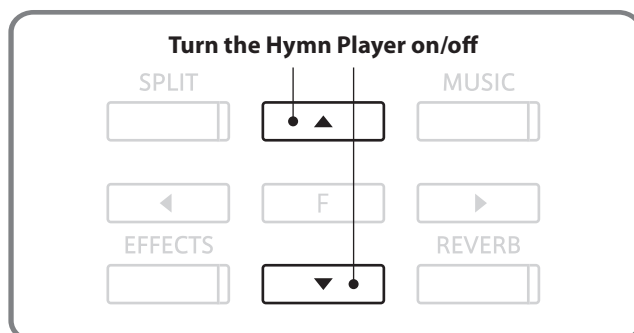 Turn the Hymn Player on/off
SPLIT MUSIC
F
EFFECTS REVERB